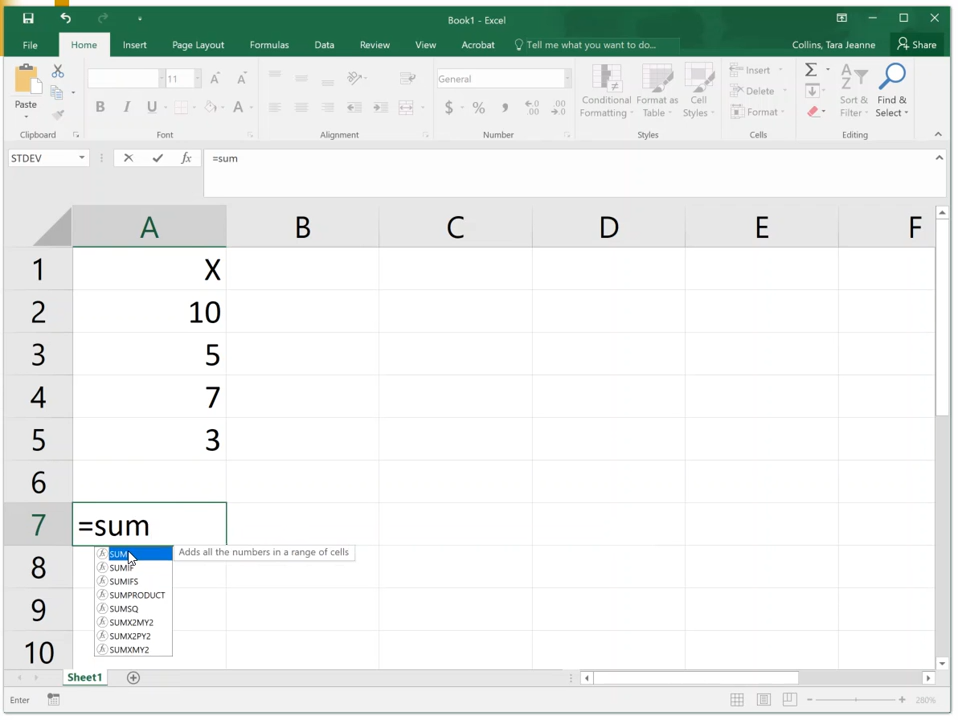 Book1 - Excel
File Home Insert Page Layout Formulas Data Review View Acrobat Tell me what you want to do... Collins, Tara Jeanne Share
Paste
11
B I U A
General
$ % ,
Conditional Formatting
Format as Table
Cell Styles
Insert
Delete
Format
Sort & Filter
Find & Select
Clipboard Font Alignment Number Styles Cells Editing
STDEV fx =sum
A B C D E F
1 X
2 10
3 5
4 7
5 3
6
7 =sum
8
9
10
SUM Adds all the numbers in a range of cells
SUMIF
SUMIFS
SUMPRODUCT
SUMSQ
SUMX2MY2
SUMX2PY2
SUMXMY2
Sheet1
Enter 280%